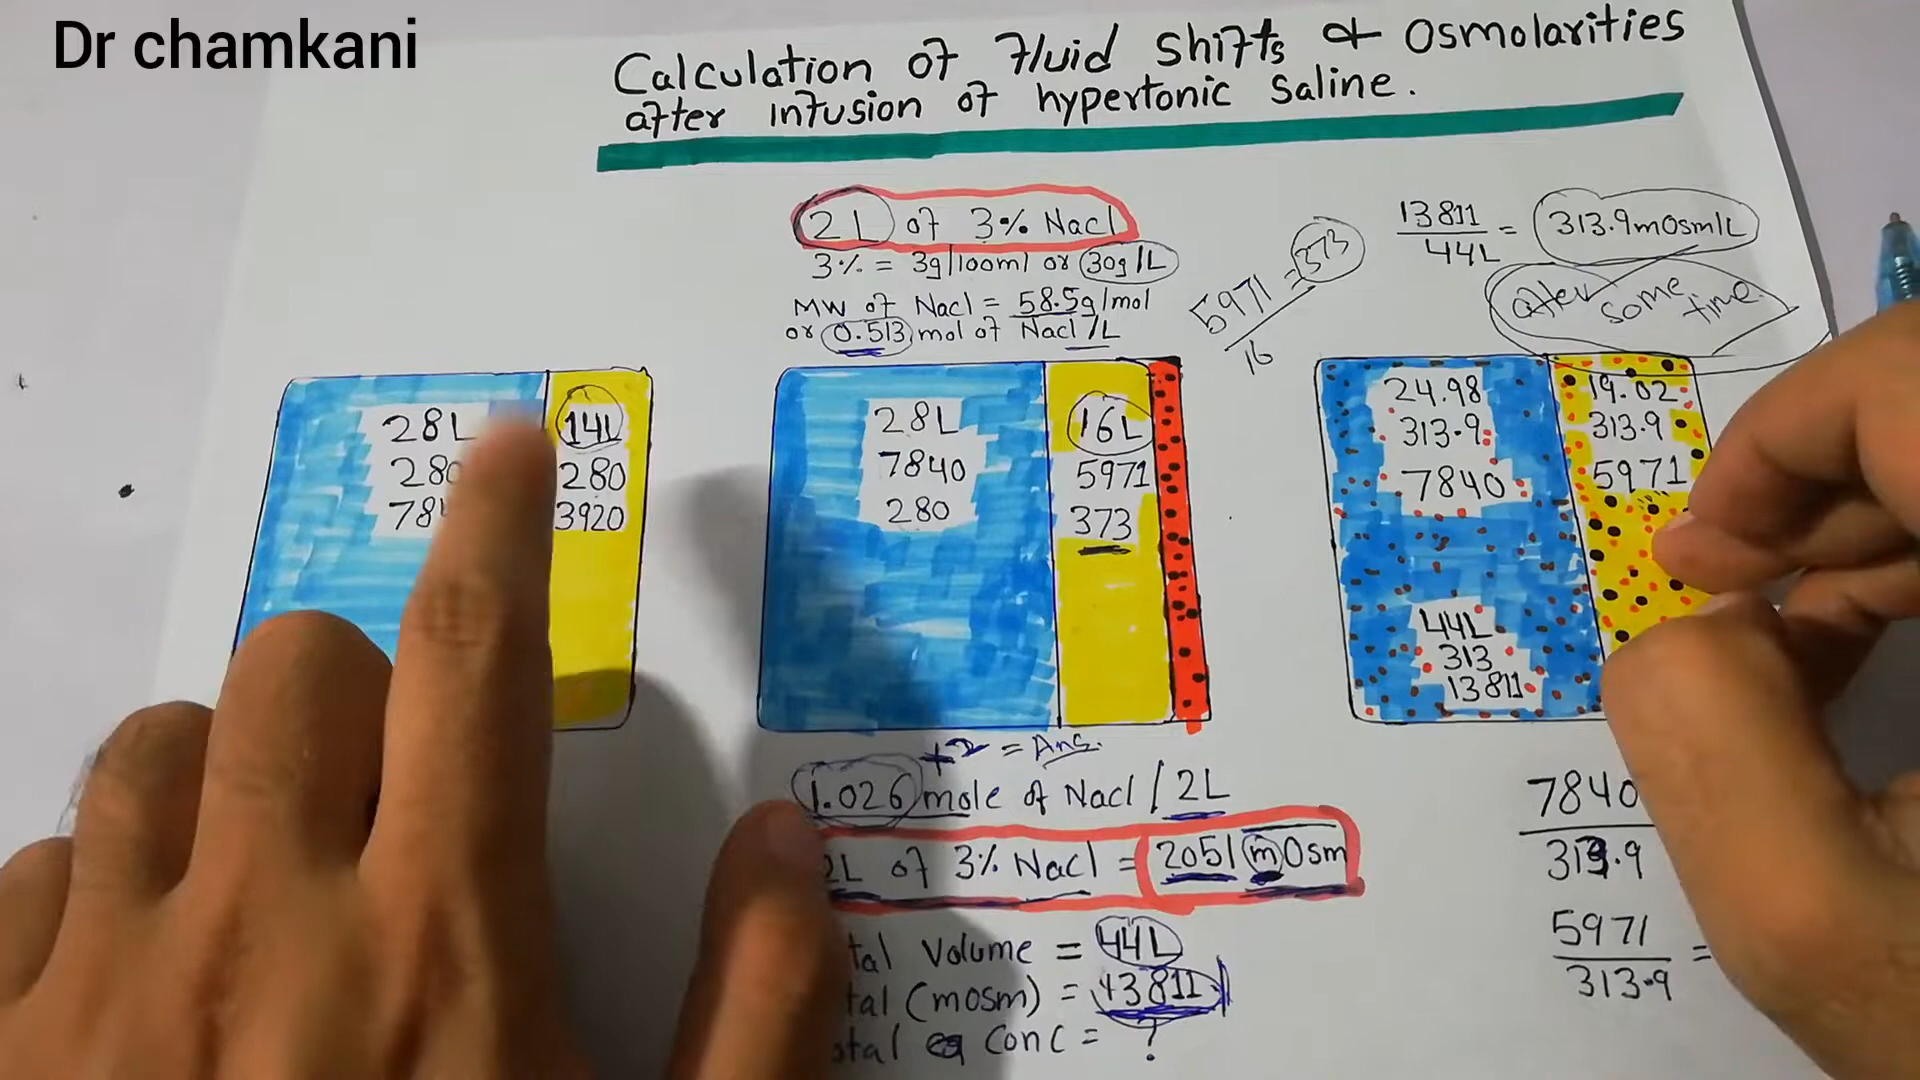 Dr chamkani
Calculation of fluid shifts & Osmolarities
after infusion of hypertonic Saline.
2L of 3% Nacl
3% = 3g/100ml or 30g/L
MW of Nacl = 58.5g/mol
or 0.513 mol of Nacl/L
5971/16 = 373
13811/44L = 313.9mOsm/L
after some time
28L
280
14L
280
3920
28L
7840
280
16L
5971
373
24.98
313.9
7840
19.02
313.9
5971
44L
313
13811
+2 = Ans.
1.026 mole of Nacl / 2L
2L of 3% Nacl = 2051 mOsm
Volume = 44L
(mosm) = 13811
Conc = ?
7840
313.9
5971
313.9
=